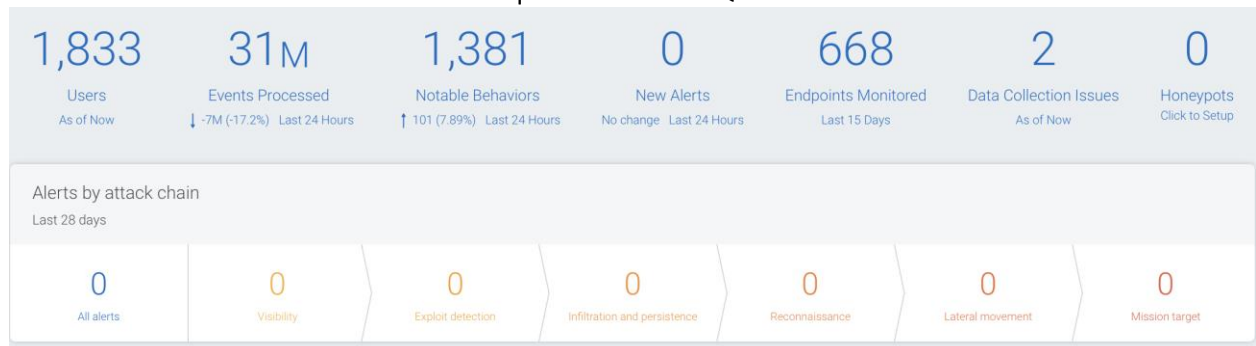 1,833 31M 1,381 0 668 2 0
Users Events Processed Notable Behaviors New Alerts Endpoints Monitored Data Collection Issues Honeypots
As of Now ↓ -7M (-17.2%) Last 24 Hours ↑ 101 (7.89%) Last 24 Hours No change Last 24 Hours Last 15 Days As of Now Click to Setup
Alerts by attack chain
Last 28 days
0 0 0 0 0 0 0
All alerts Visibility Exploit detection Infiltration and persistence Reconnaissance Lateral movement Mission target